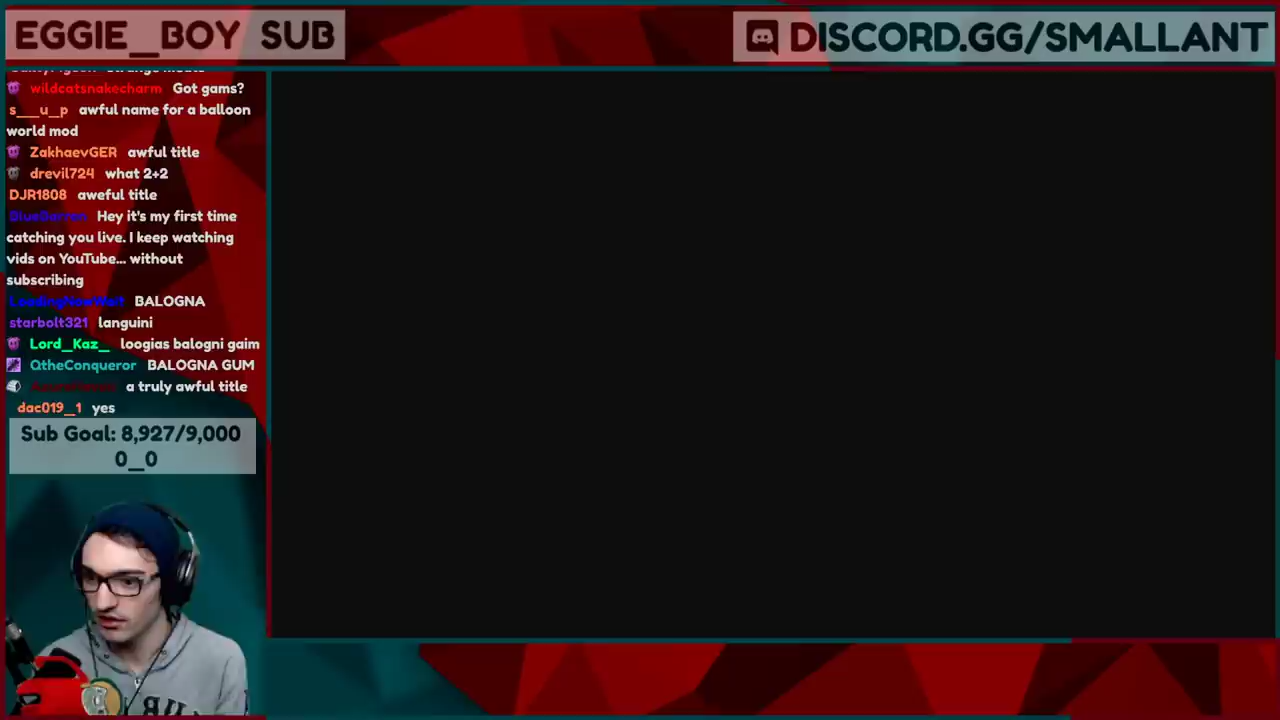 EGGIE_BOY SUB
DISCORD.GG/SMALLANT
wildcatsnakecharm Got gams?
s___u_p awful name for a balloon
world mod
ZakhaevGER awful title
drevil724 what 2+2
DJR1808 aweful title
BlueDarren Hey it's my first time
catching you live. I keep watching
vids on YouTube... without
subscribing
LoadingNowWait BALOGNA
starbolt321 languini
Lord_Kaz_ loogias balogni gaim
QtheConqueror BALOGNA GUM
a truly awful title
dac019_1 yes
Sub Goal: 8,927/9,000
0_0